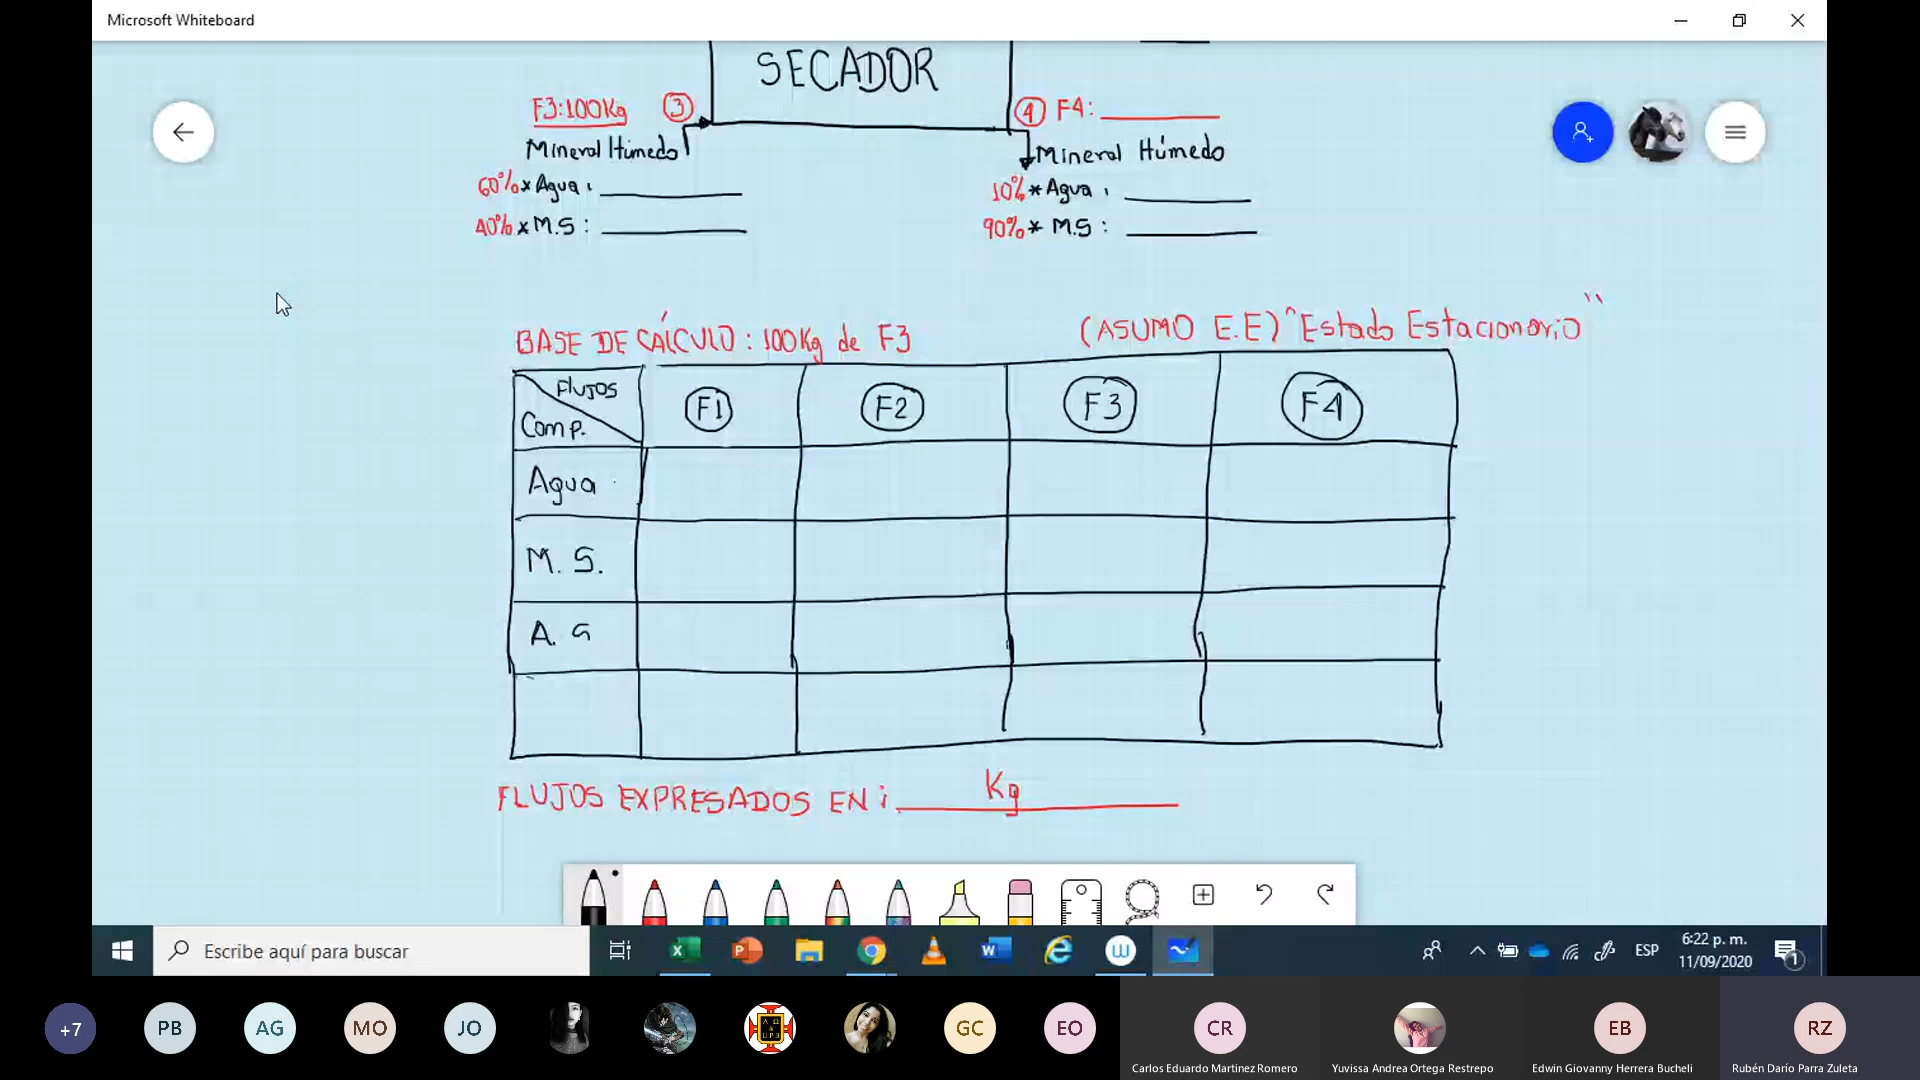 Microsoft Whiteboard
SECADOR
F3:100Kg ③
④ F4:
Mineral Húmedo
Mineral Húmedo
60% * Agua:
10% * Agua:
40% * M.S:
90% * M.S:
BASE DE CÁLCULO: 100Kg de F3
(ASUMO E.E) "Estado Estacionario"
Flujos
Comp.
F1
F2
F3
F4
Agua
M. S.
A. S
FLUJOS EXPRESADOS EN: Kg
Escribe aquí para buscar
ESP
6:22 p. m.
11/09/2020
1
+7
PB
AG
MO
JO
GC
EO
CR
EB
RZ
Carlos Eduardo Martinez Romero
Yuvissa Andrea Ortega Restrepo
Edwin Giovanny Herrera Bucheli
Rubén Darío Parra Zuleta